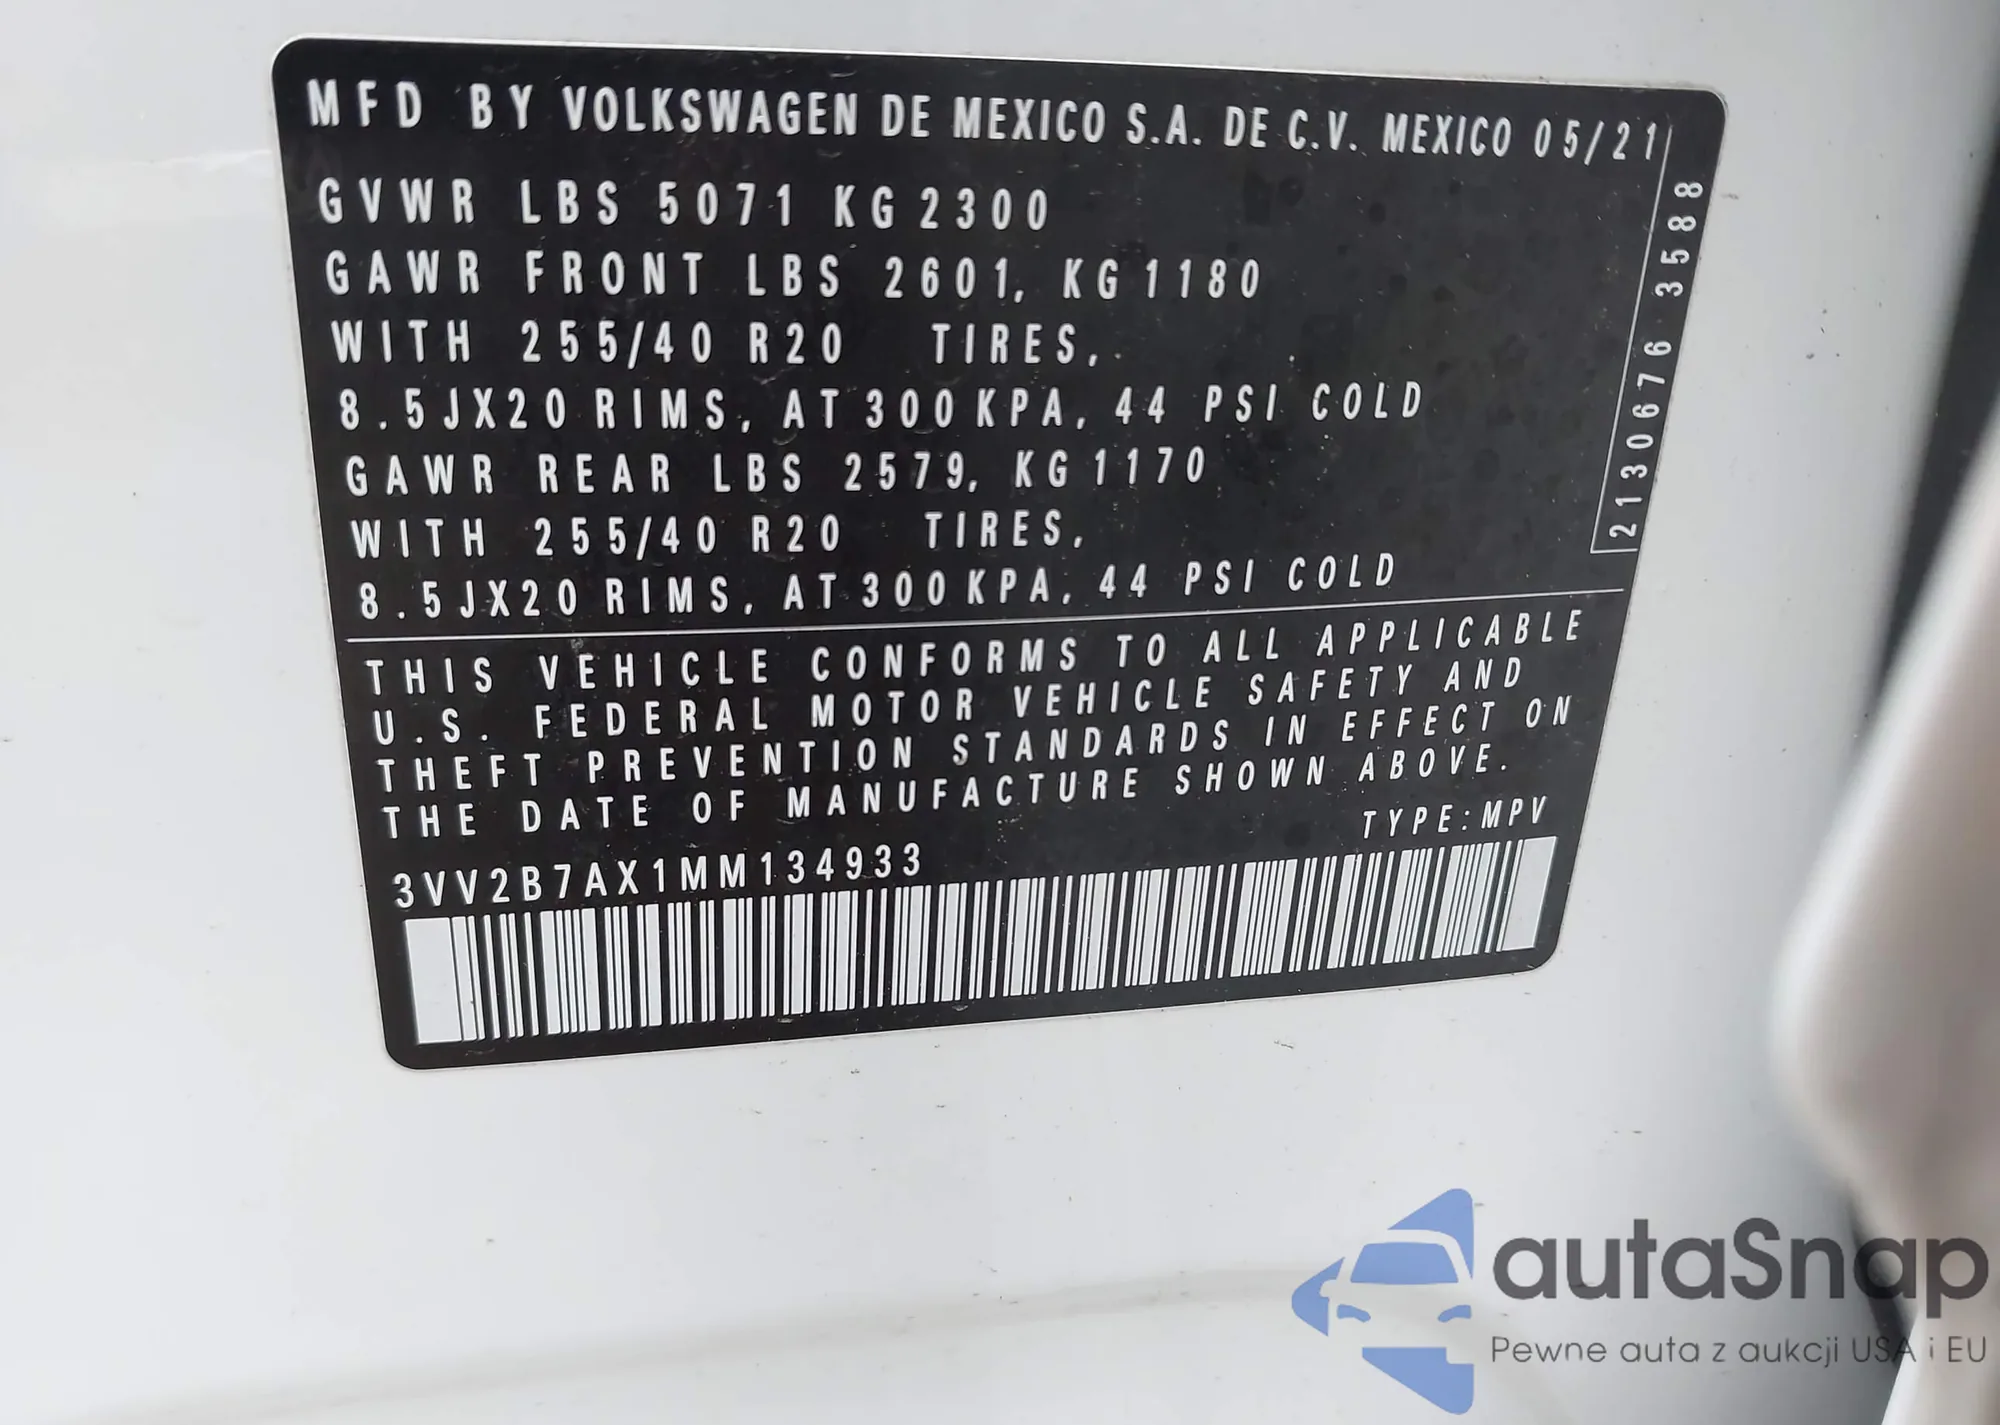 MFD BY VOLKSWAGEN DE MEXICO S.A. DE C.V. MEXICO 05/21
GVWR LBS 5071 KG 2300
GAWR FRONT LBS 2601, KG 1180
WITH 255/40 R20 TIRES,
8.5JX20 RIMS, AT 300 KPA, 44 PSI COLD
GAWR REAR LBS 2579, KG 1170
WITH 255/40 R20 TIRES,
8.5JX20 RIMS, AT 300 KPA, 44 PSI COLD
2130676 3588
THIS VEHICLE CONFORMS TO ALL APPLICABLE
U.S. FEDERAL MOTOR VEHICLE SAFETY AND
THEFT PREVENTION STANDARDS IN EFFECT ON
THE DATE OF MANUFACTURE SHOWN ABOVE.
TYPE: MPV
3VV2B7AX1MM134933
autaSnap
Pewne auta z aukcji USA i EU